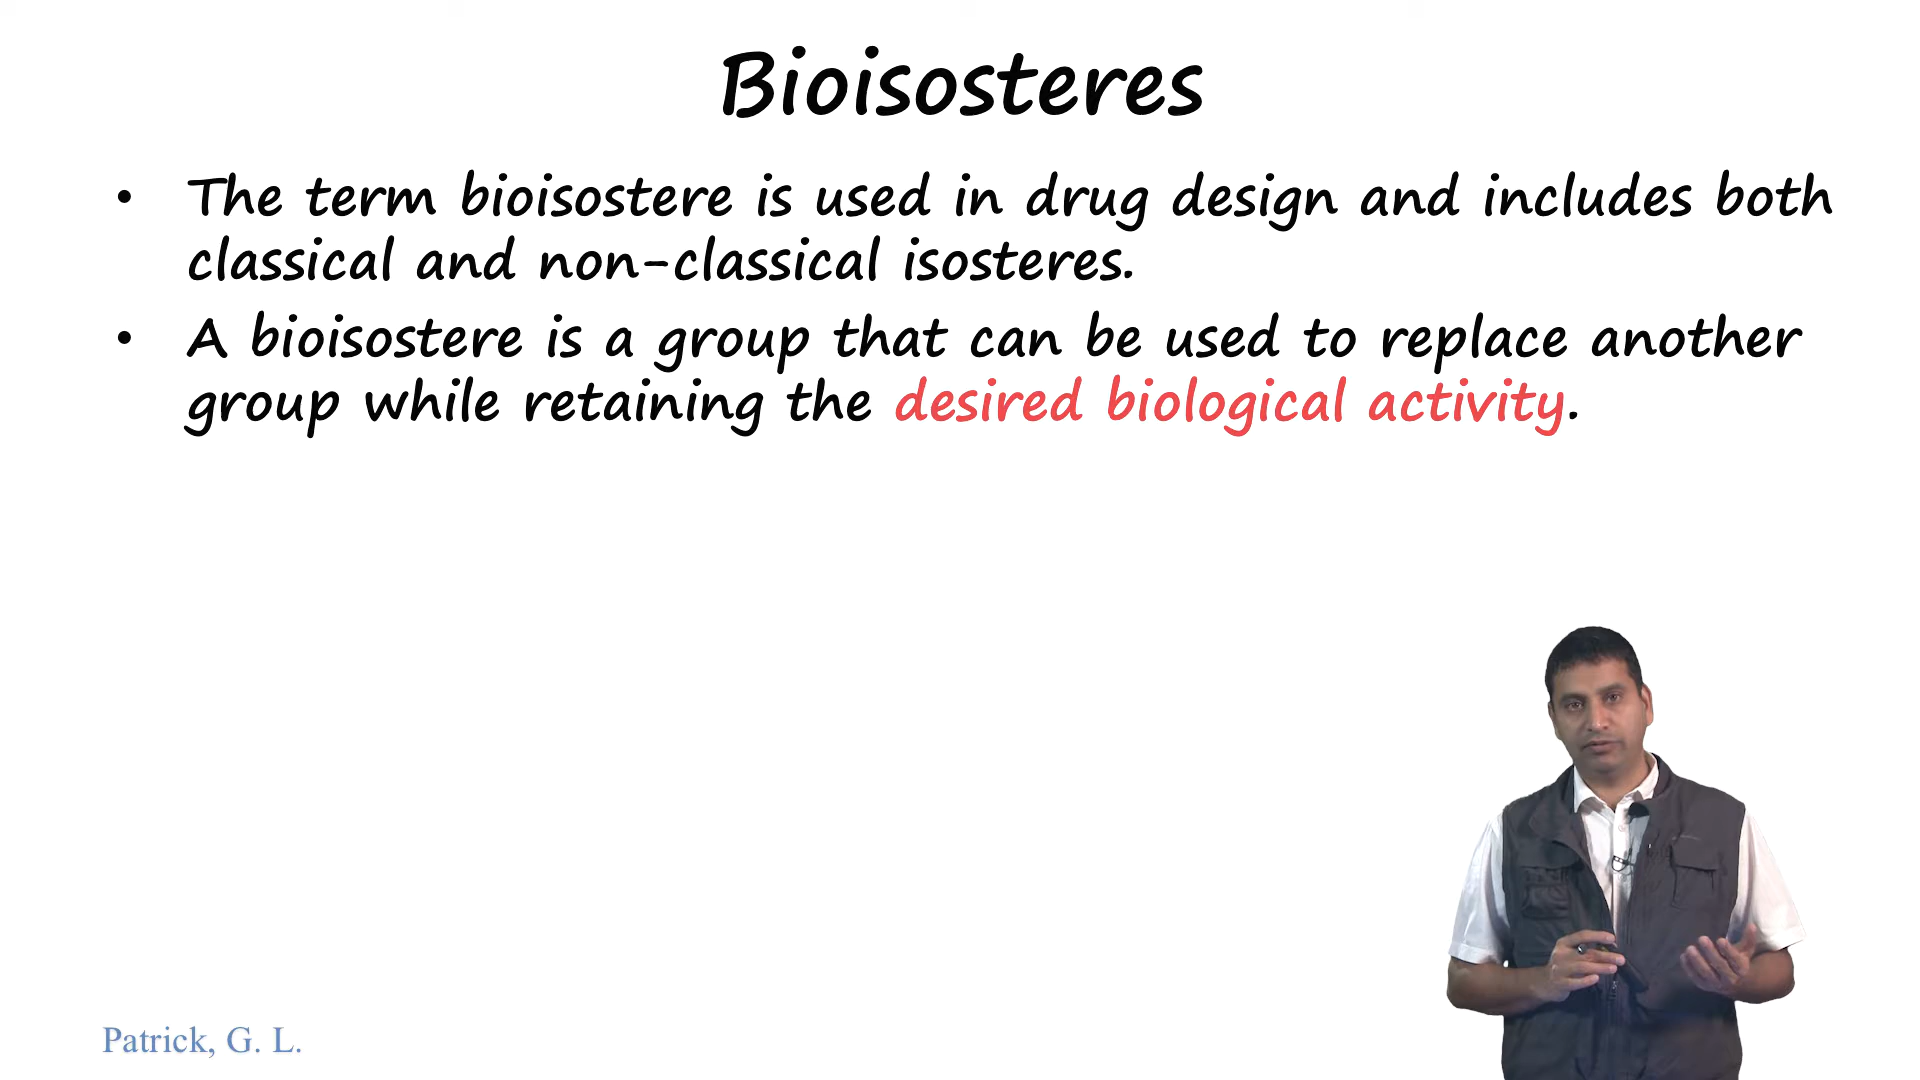 Bioisosteres
• The term bioisostere is used in drug design and includes both
classical and non-classical isosteres.
• A bioisostere is a group that can be used to replace another
group while retaining the desired biological activity.
Patrick, G. L.